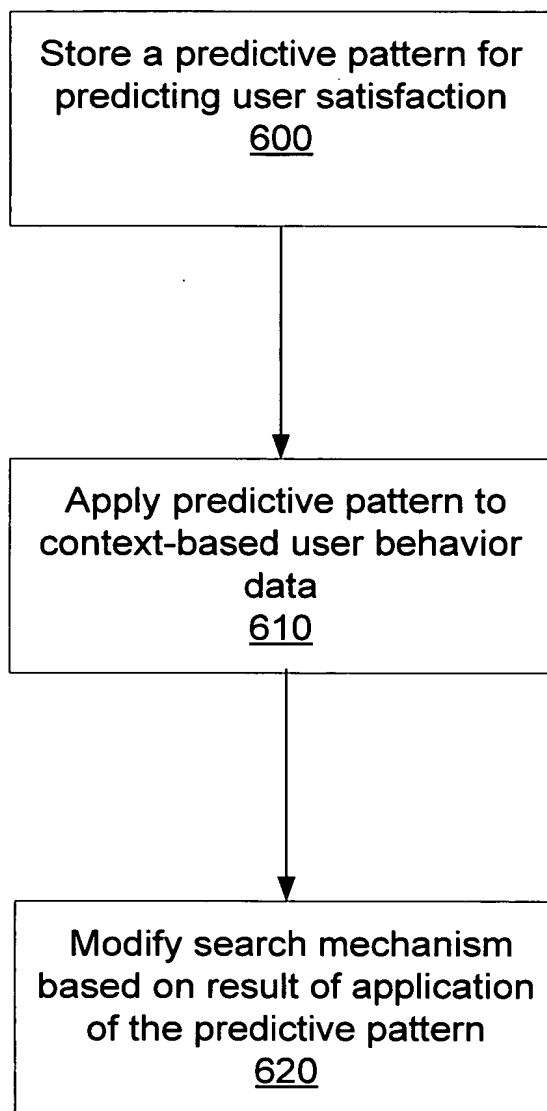 Store a predictive pattern for
predicting user satisfaction
600
Apply predictive pattern to
context-based user behavior
data
610
Modify search mechanism
based on result of application
of the predictive pattern
620